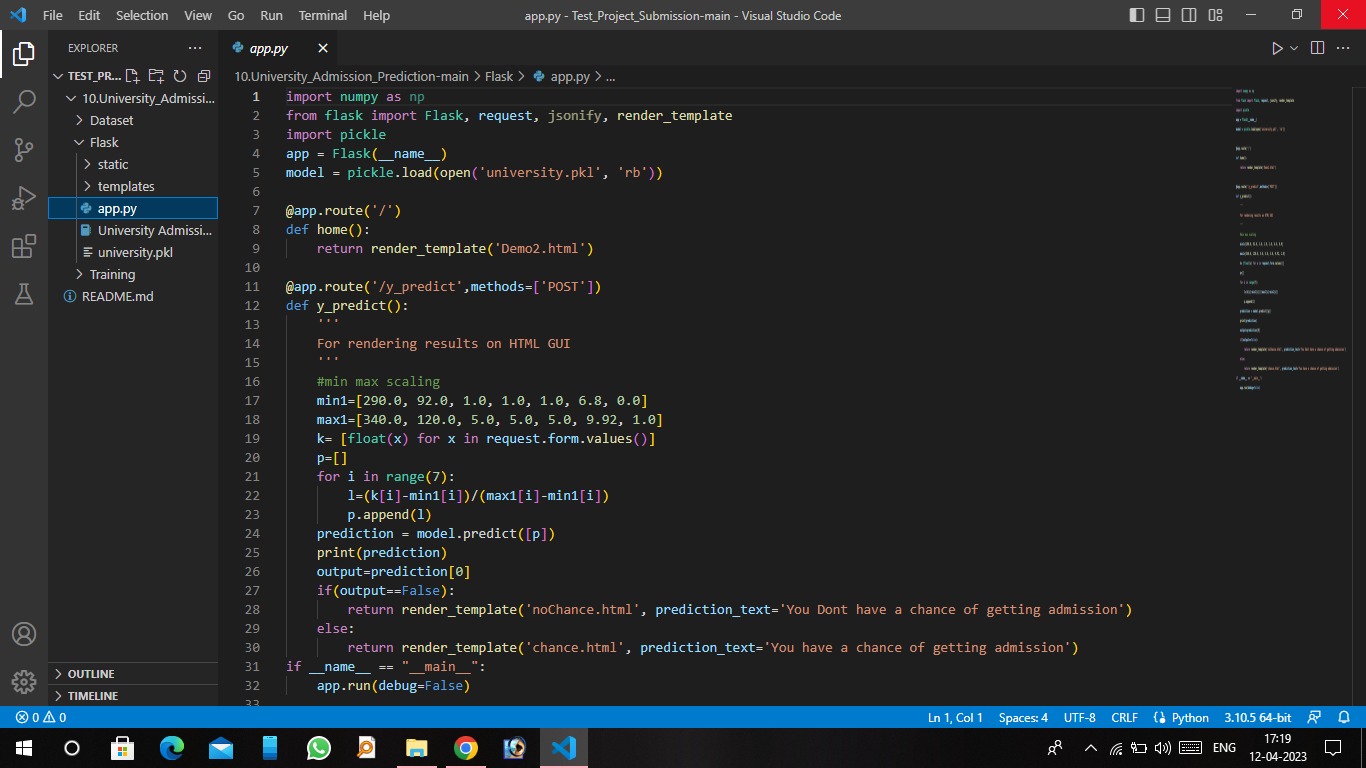 File Edit Selection View Go Run Terminal Help app.py - Test_Project_Submission-main - Visual Studio Code
EXPLORER
TEST_PR...
10.University_Admissi...
Dataset
Flask
static
templates
app.py
University Admissi...
university.pkl
Training
README.md
OUTLINE
TIMELINE
app.py
10.University_Admission_Prediction-main > Flask > app.py > ...
1 import numpy as np
2 from flask import Flask, request, jsonify, render_template
3 import pickle
4 app = Flask(__name__)
5 model = pickle.load(open('university.pkl', 'rb'))
6
7 @app.route('/')
8 def home():
9     return render_template('Demo2.html')
10
11 @app.route('/y_predict',methods=['POST'])
12 def y_predict():
13     '''
14     For rendering results on HTML GUI
15     '''
16     #min max scaling
17     min1=[290.0, 92.0, 1.0, 1.0, 1.0, 6.8, 0.0]
18     max1=[340.0, 120.0, 5.0, 5.0, 5.0, 9.92, 1.0]
19     k= [float(x) for x in request.form.values()]
20     p=[]
21     for i in range(7):
22         l=(k[i]-min1[i])/(max1[i]-min1[i])
23         p.append(l)
24     prediction = model.predict([p])
25     print(prediction)
26     output=prediction[0]
27     if(output==False):
28         return render_template('noChance.html', prediction_text='You Dont have a chance of getting admission')
29     else:
30         return render_template('chance.html', prediction_text='You have a chance of getting admission')
31 if __name__ == "__main__":
32     app.run(debug=False)
33
0 0 Ln 1, Col 1 Spaces: 4 UTF-8 CRLF Python 3.10.5 64-bit
ENG 17:19
12-04-2023